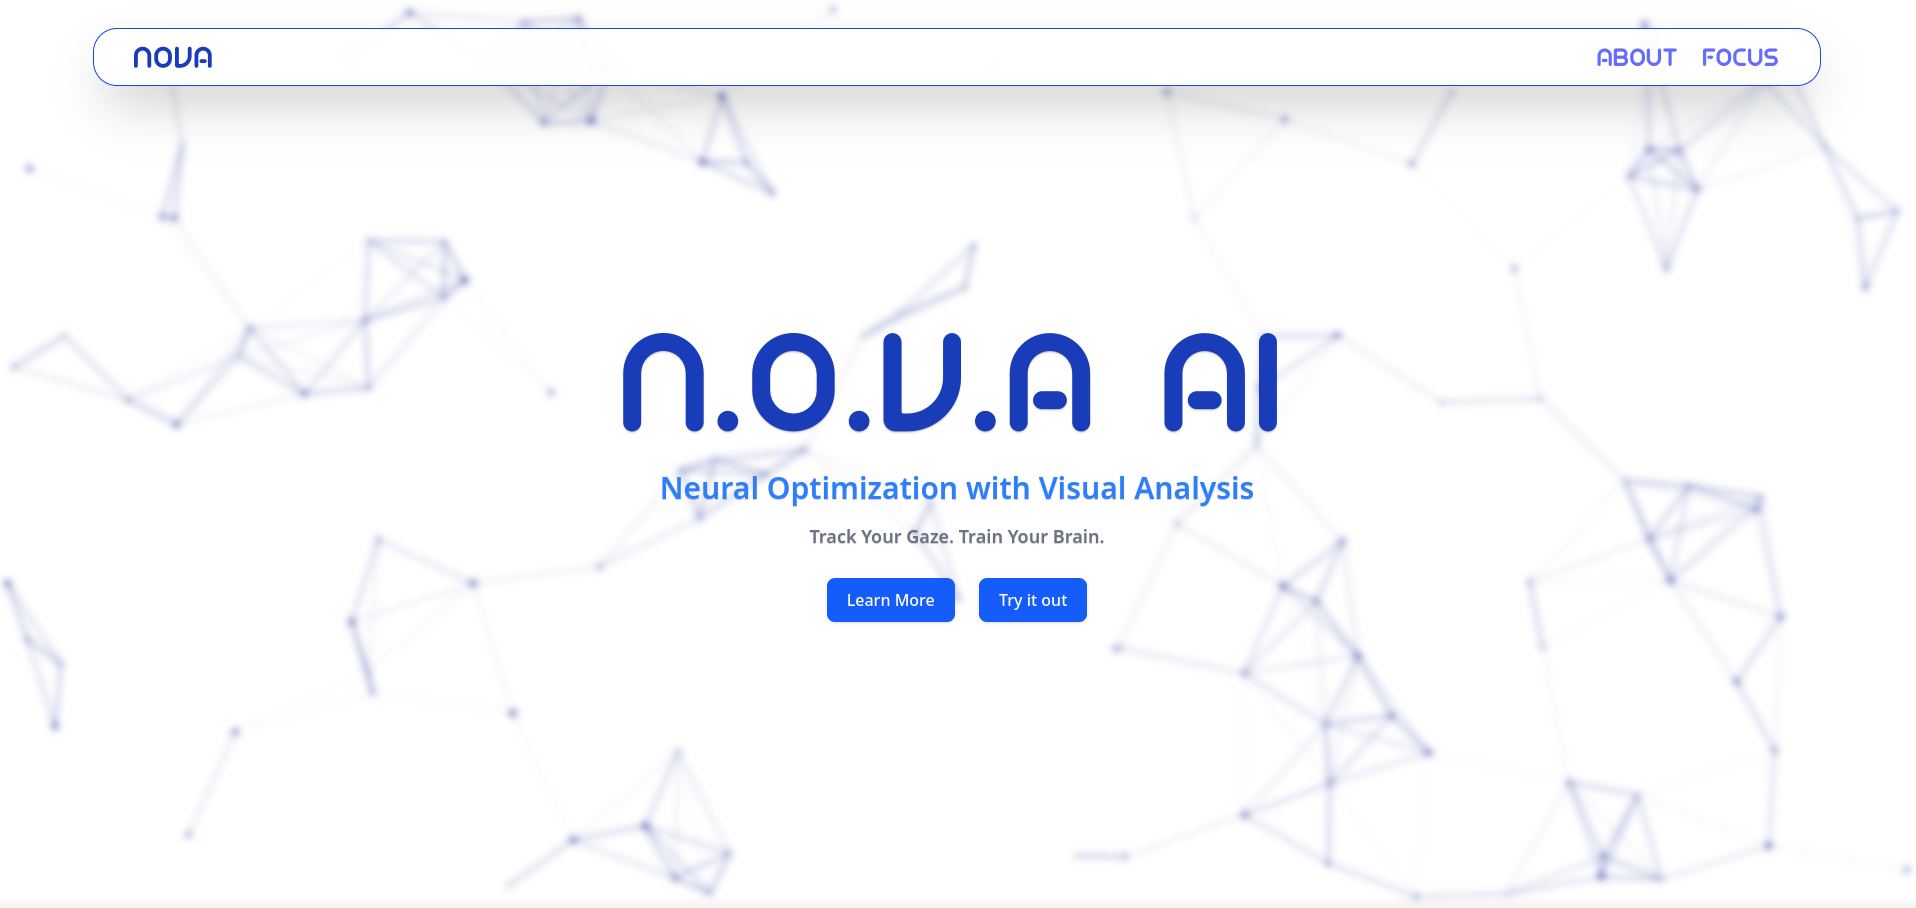 NOVA
ABOUT FOCUS
N.O.V.A AI
Neural Optimization with Visual Analysis
Track Your Gaze. Train Your Brain.
Learn More Try it out